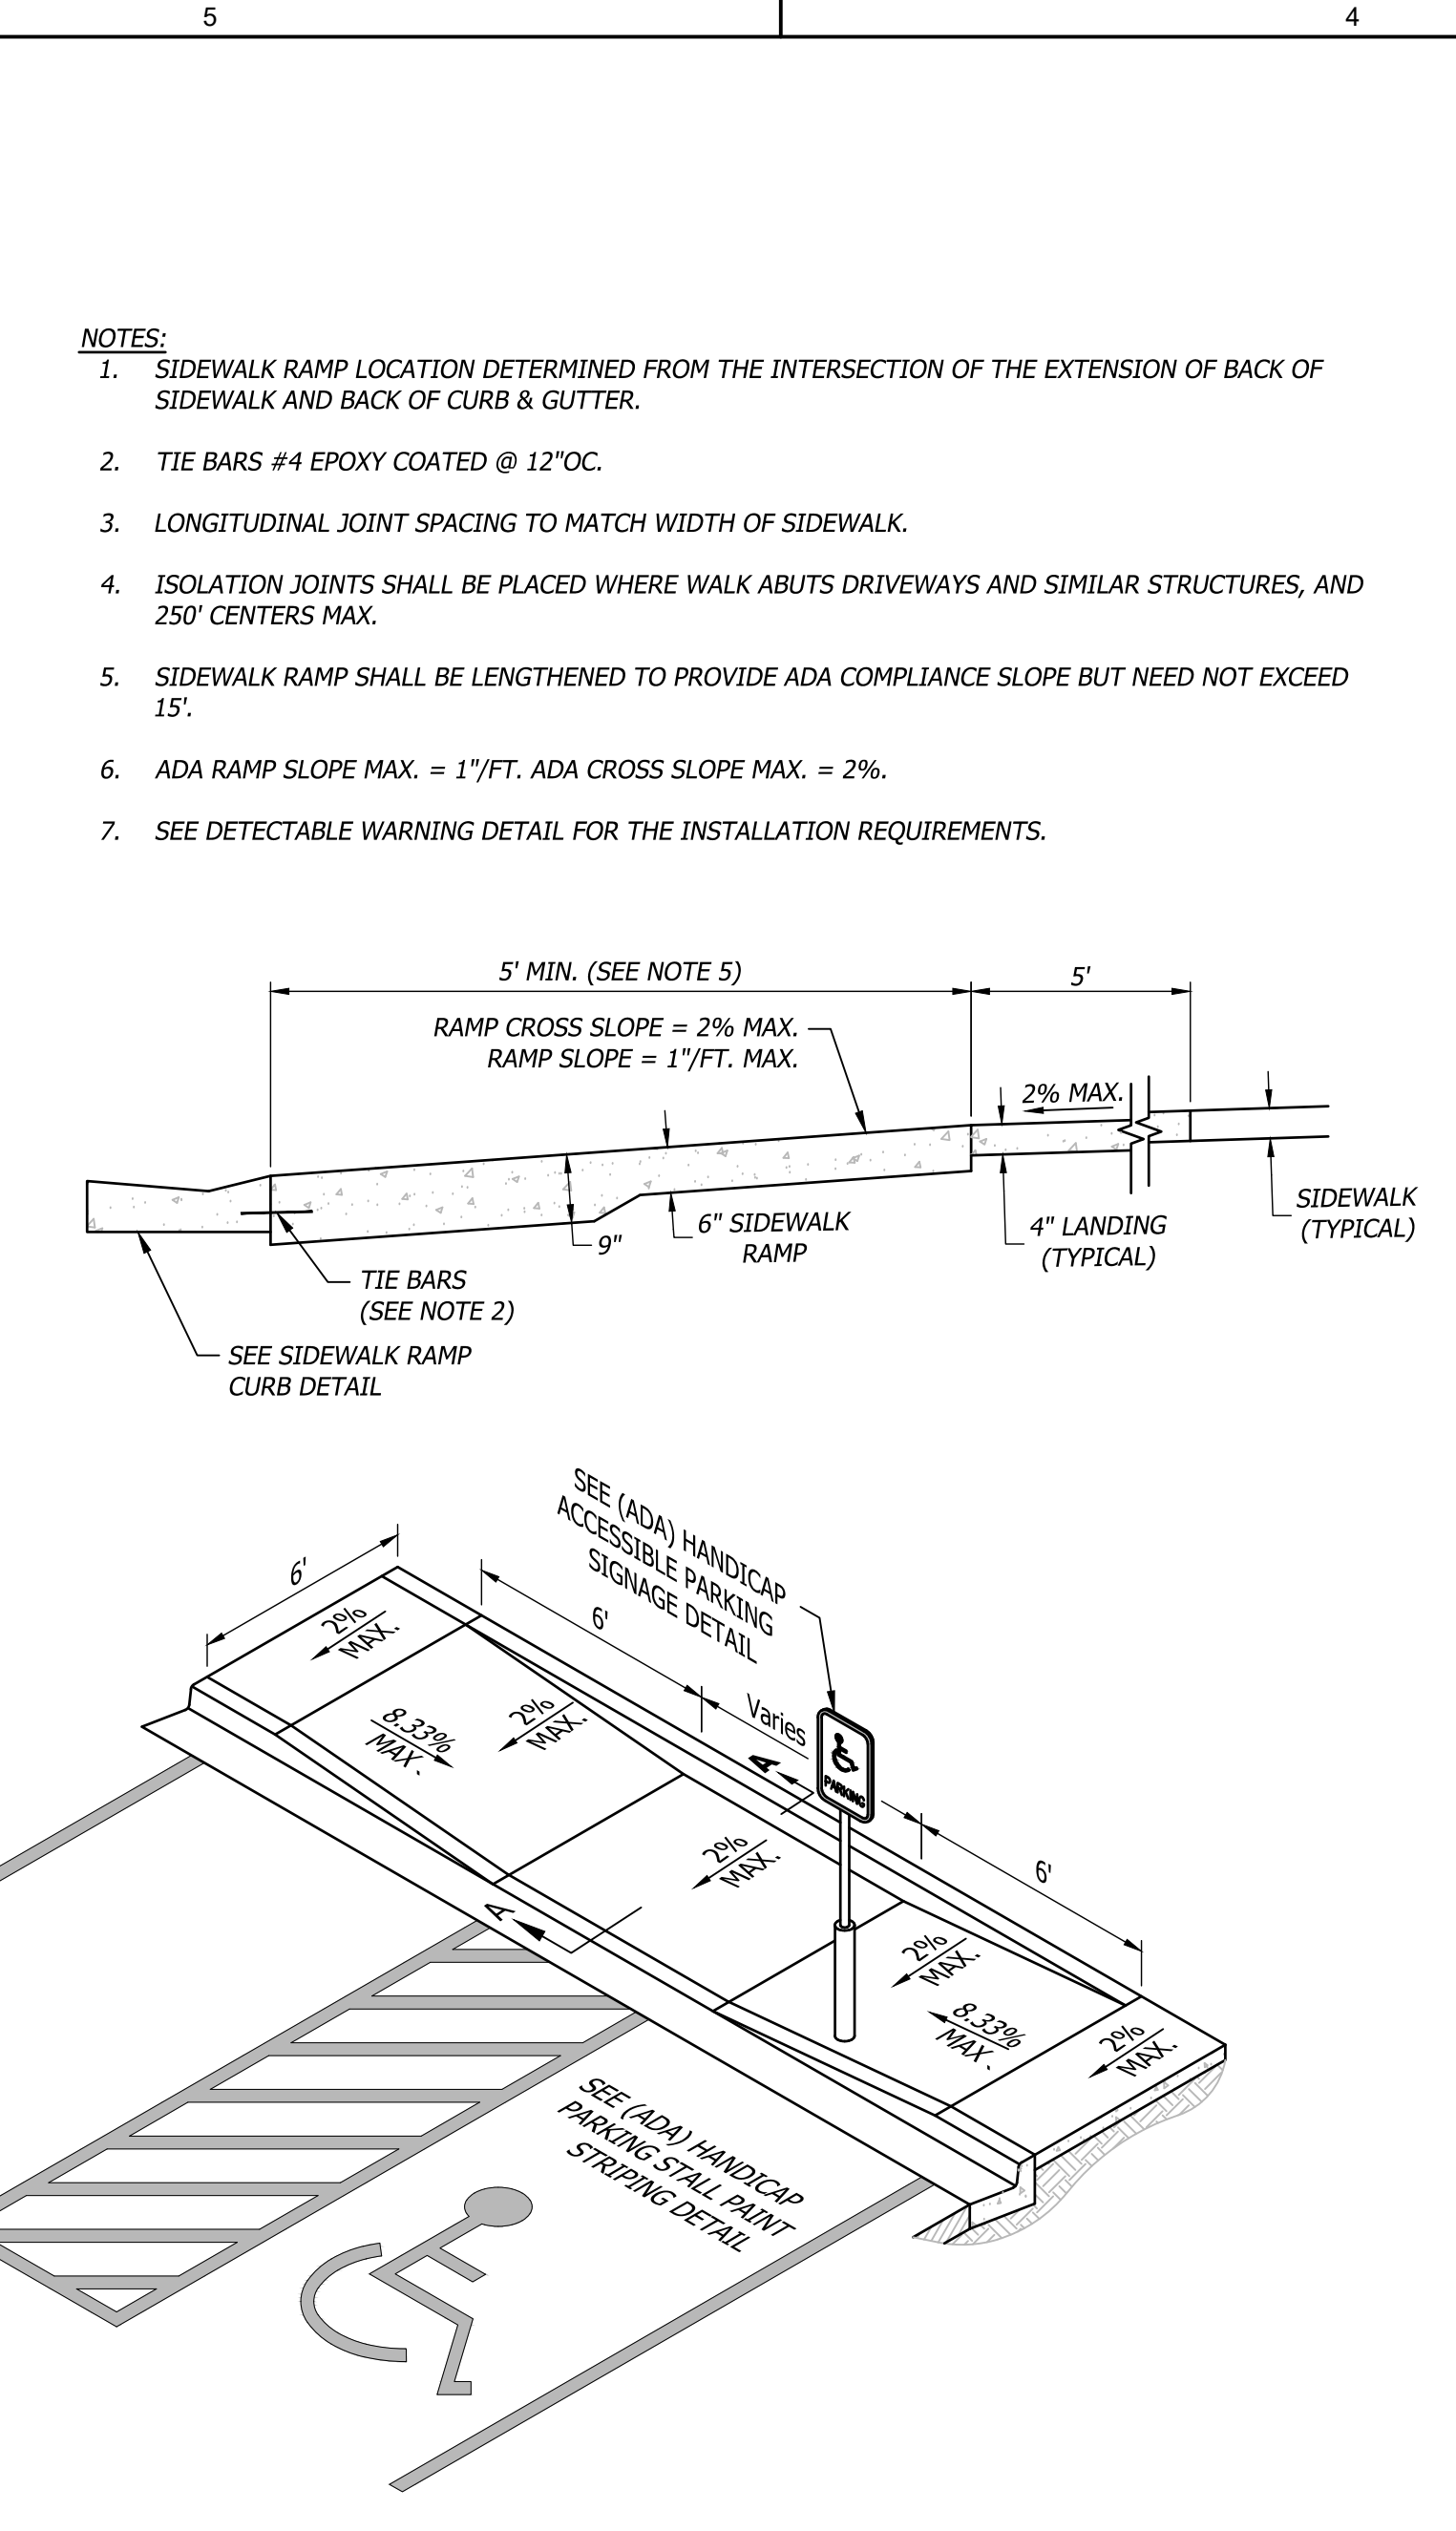 5
4
NOTES:
1. SIDEWALK RAMP LOCATION DETERMINED FROM THE INTERSECTION OF THE EXTENSION OF BACK OF
SIDEWALK AND BACK OF CURB & GUTTER.
2. TIE BARS #4 EPOXY COATED @ 12"OC.
3. LONGITUDINAL JOINT SPACING TO MATCH WIDTH OF SIDEWALK.
4. ISOLATION JOINTS SHALL BE PLACED WHERE WALK ABUTS DRIVEWAYS AND SIMILAR STRUCTURES, AND
250' CENTERS MAX.
5. SIDEWALK RAMP SHALL BE LENGTHENED TO PROVIDE ADA COMPLIANCE SLOPE BUT NEED NOT EXCEED
15'.
6. ADA RAMP SLOPE MAX. = 1"/FT. ADA CROSS SLOPE MAX. = 2%.
7. SEE DETECTABLE WARNING DETAIL FOR THE INSTALLATION REQUIREMENTS.
5' MIN. (SEE NOTE 5)
5'
RAMP CROSS SLOPE = 2% MAX.
RAMP SLOPE = 1"/FT. MAX.
2% MAX.
9"
6" SIDEWALK
RAMP
4" LANDING
(TYPICAL)
SIDEWALK
(TYPICAL)
TIE BARS
(SEE NOTE 2)
SEE SIDEWALK RAMP
CURB DETAIL
SEE (ADA) HANDICAP
ACCESSIBLE PARKING
SIGNAGE DETAIL
6'
6'
Varies
6'
2%
MAX.
8.33%
MAX.
2%
MAX.
A
PARKING
2%
MAX.
A
2%
MAX.
8.33%
MAX.
2%
MAX.
SEE (ADA) HANDICAP
PARKING STALL PAINT
STRIPING DETAIL